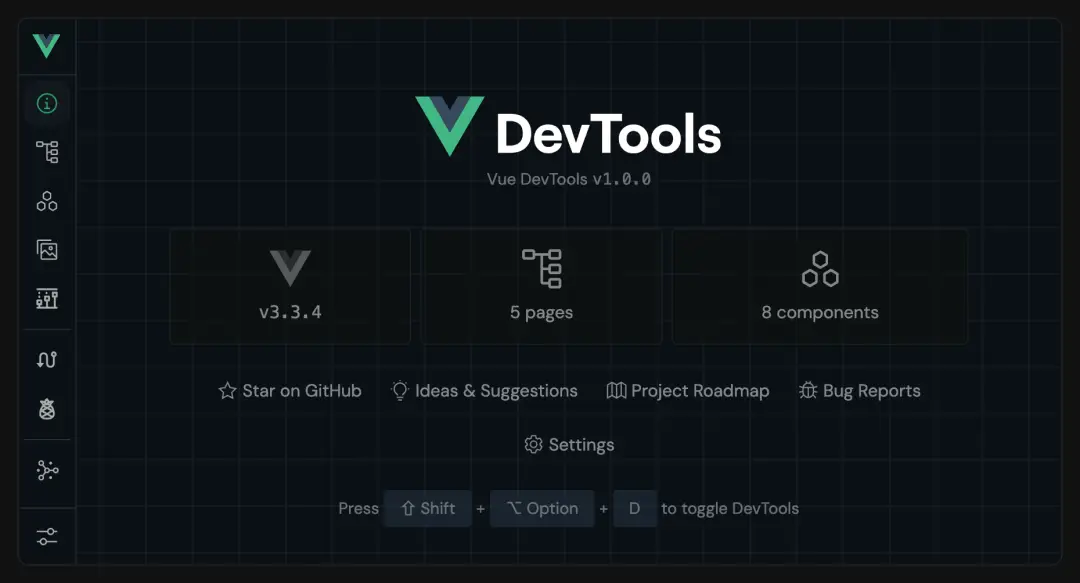 DevTools
Vue DevTools v1.0.0
v3.3.4
5 pages
8 components
Star on GitHub
Ideas & Suggestions
Project Roadmap
Bug Reports
Settings
Press ⇧ Shift + ⌥ Option + D to toggle DevTools